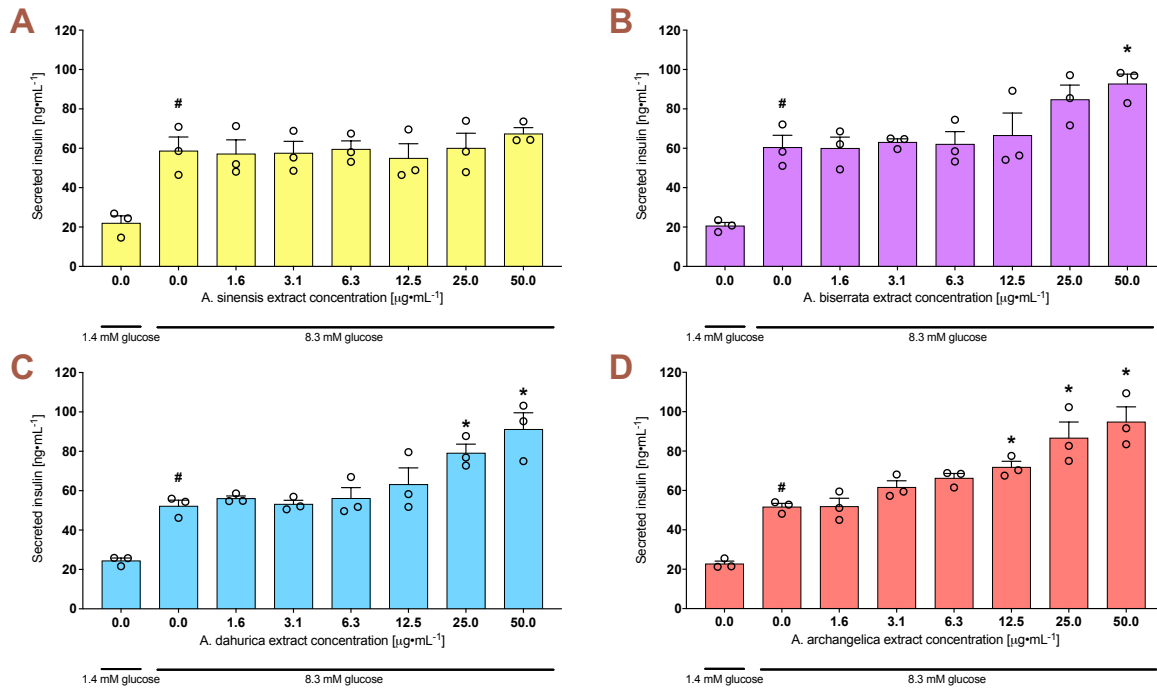 A
Secreted insulin [ng•mL-1]
120
100
80
60
40
20
0
#
0.0 0.0 1.6 3.1 6.3 12.5 25.0 50.0
A. sinensis extract concentration [µg•mL-1]
1.4 mM glucose 8.3 mM glucose
B
Secreted insulin [ng•mL-1]
120
100
80
60
40
20
0
#
*
0.0 0.0 1.6 3.1 6.3 12.5 25.0 50.0
A. biserrata extract concentration [µg•mL-1]
1.4 mM glucose 8.3 mM glucose
C
Secreted insulin [ng•mL-1]
120
100
80
60
40
20
0
#
* *
0.0 0.0 1.6 3.1 6.3 12.5 25.0 50.0
A. dahurica extract concentration [µg•mL-1]
1.4 mM glucose 8.3 mM glucose
D
Secreted insulin [ng•mL-1]
120
100
80
60
40
20
0
#
* * *
0.0 0.0 1.6 3.1 6.3 12.5 25.0 50.0
A. archangelica extract concentration [µg•mL-1]
1.4 mM glucose 8.3 mM glucose